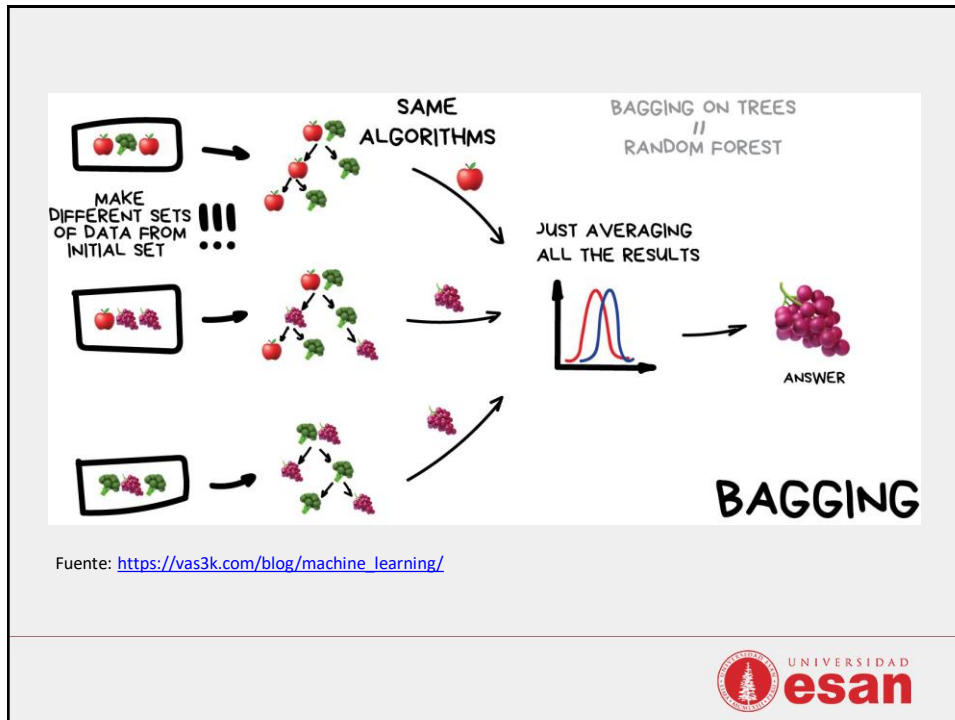 SAME
ALGORITHMS
BAGGING ON TREES
=
RANDOM FOREST
MAKE
DIFFERENT SETS
OF DATA FROM
INITIAL SET
!!!
JUST AVERAGING
ALL THE RESULTS
ANSWER
BAGGING
Fuente: https://vas3k.com/blog/machine_learning/
UNIVERSIDAD
esan